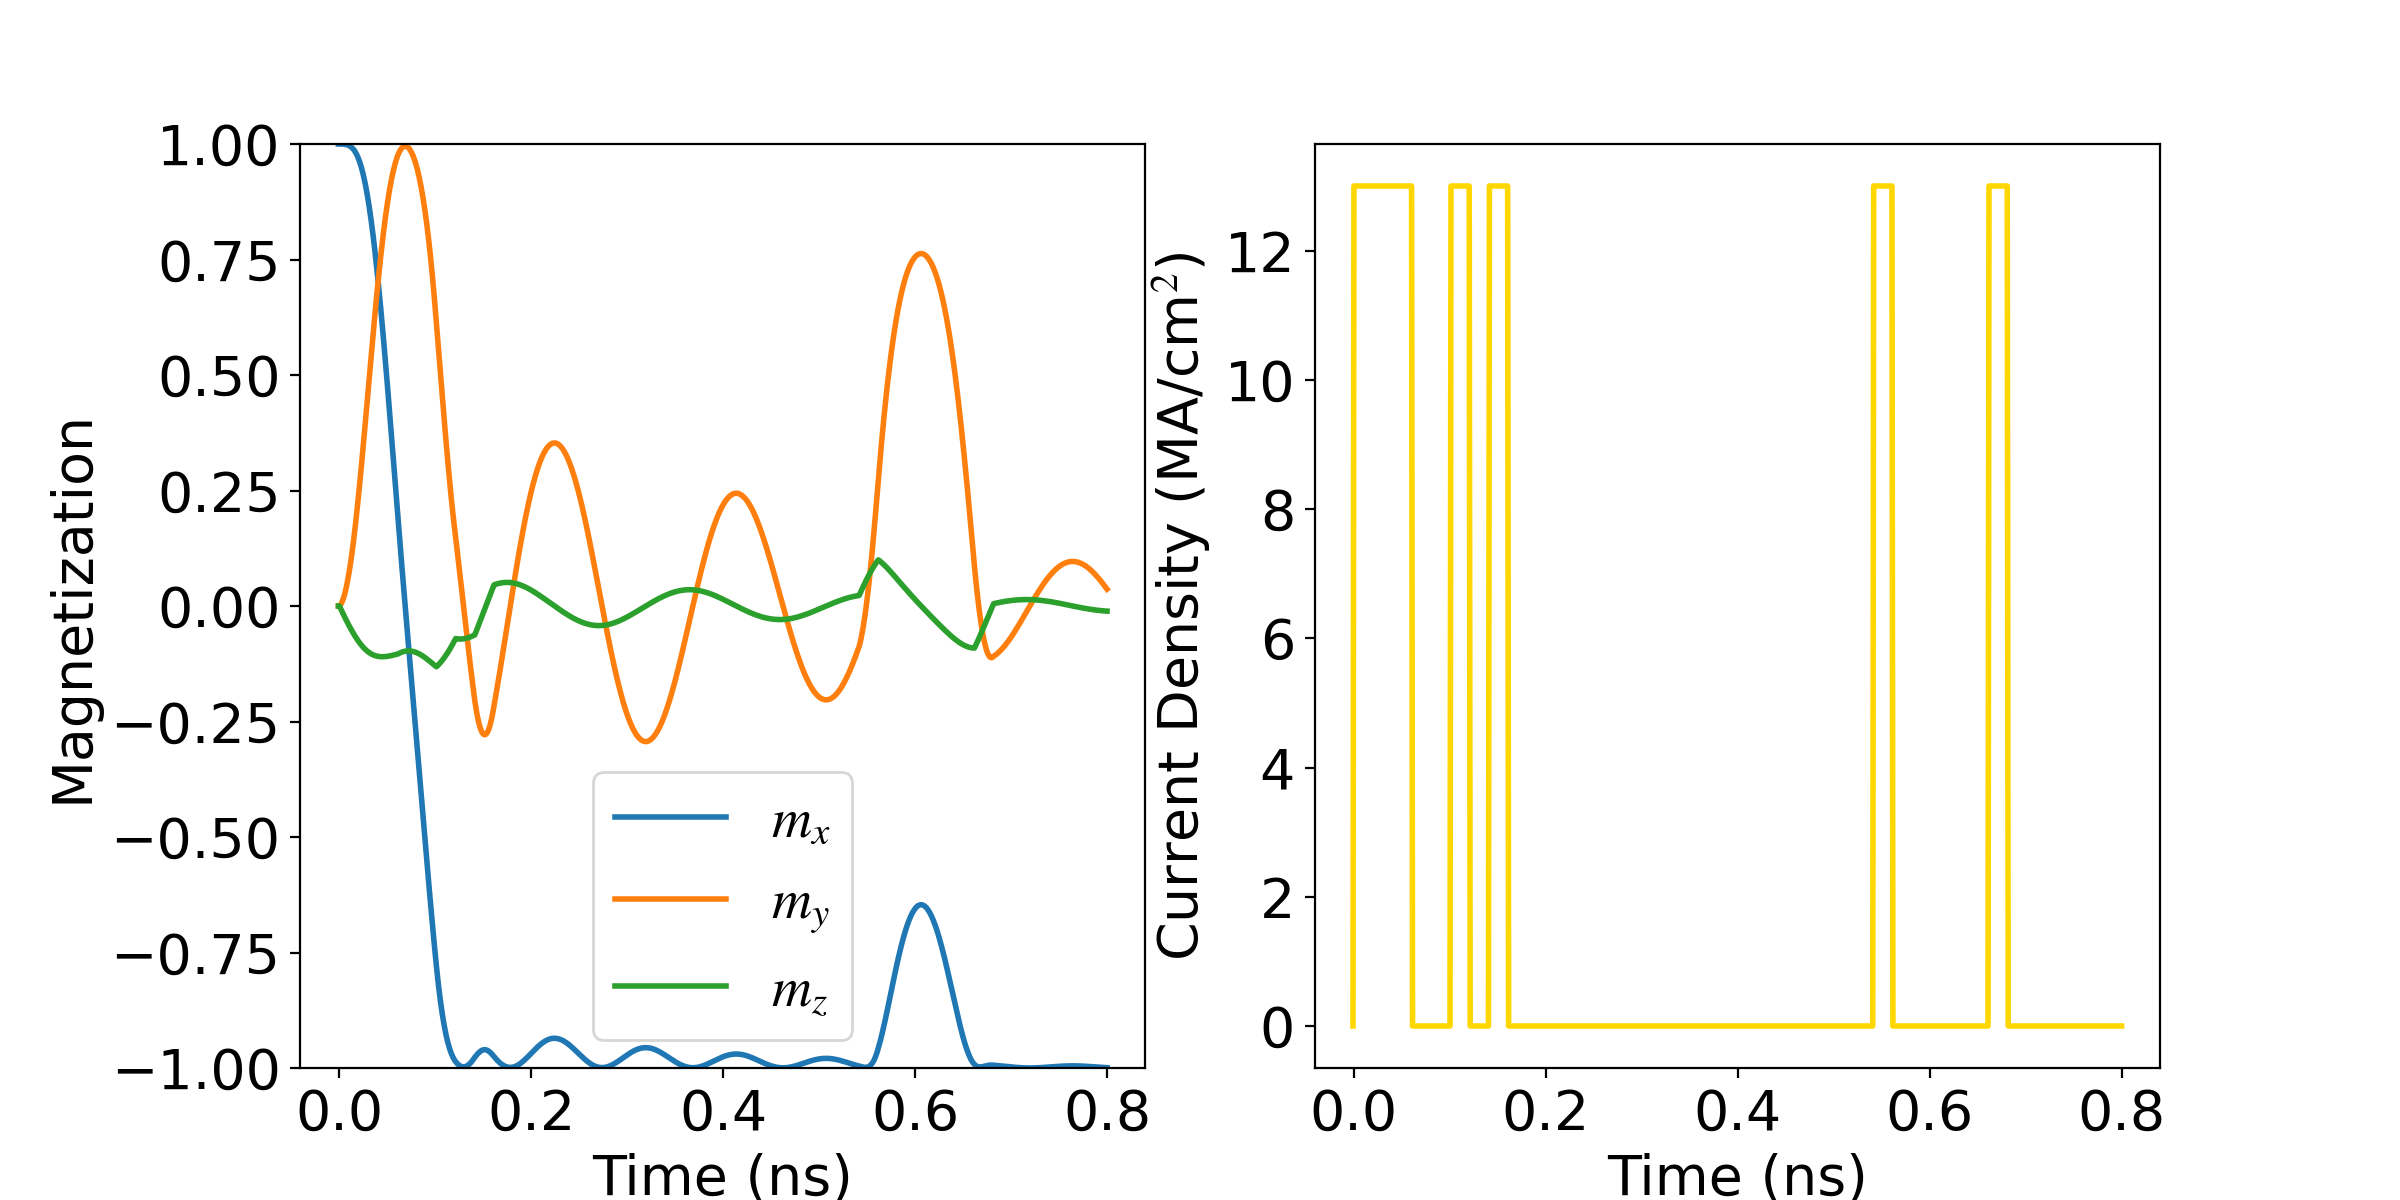 1.00
0.75
0.50
0.25
0.00
−0.25
−0.50
−0.75
−1.00
Magnetization
0.0 0.2 0.4 0.6 0.8
Time (ns)
m_x
m_y
m_z
12
10
8
6
4
2
0
Current Density (MA/cm²)
0.0 0.2 0.4 0.6 0.8
Time (ns)